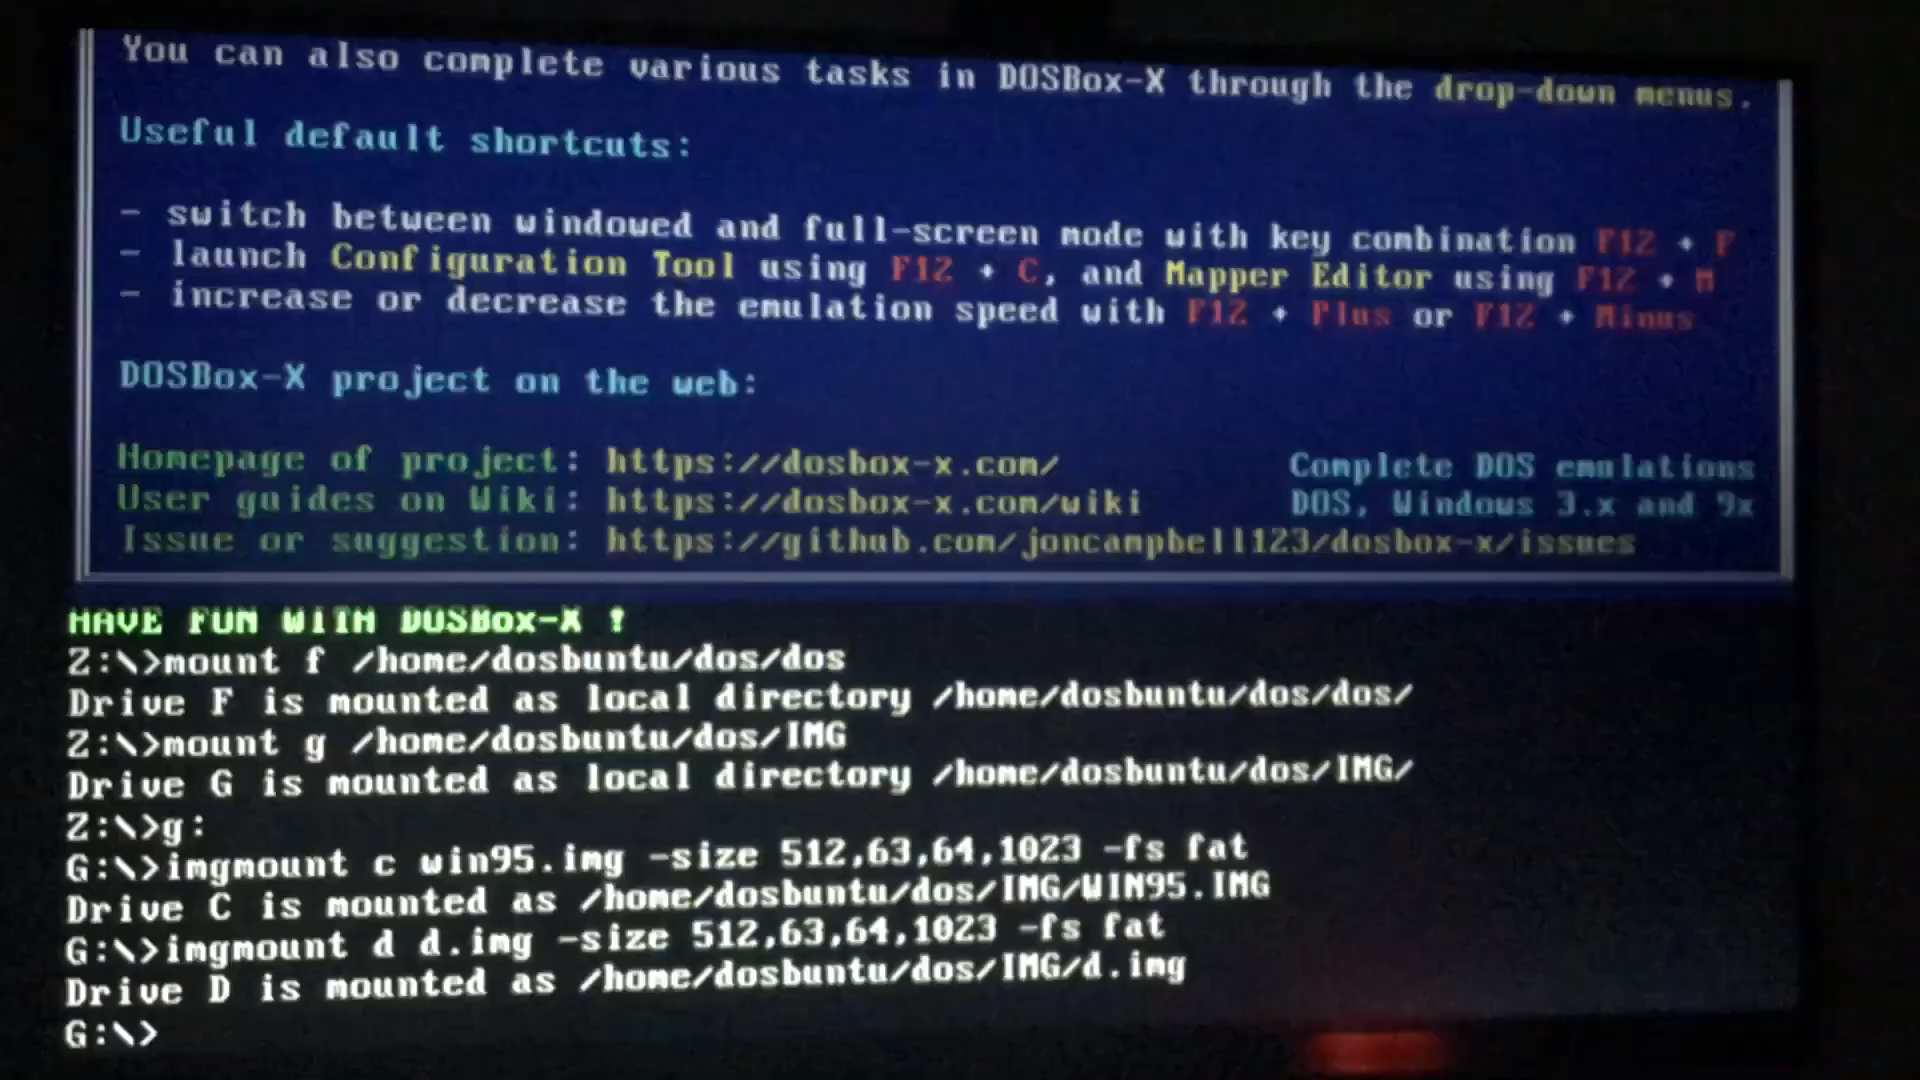 You can also complete various tasks in DOSBox-X through the drop-down menus.
Useful default shortcuts:
- switch between windowed and full-screen mode with key combination F12 + F
- launch Configuration Tool using F12 + C, and Mapper Editor using F12 + M
- increase or decrease the emulation speed with F12 + Plus or F12 + Minus
DOSBox-X project on the web:
Homepage of project: https://dosbox-x.com/ Complete DOS emulations
User guides on Wiki: https://dosbox-x.com/wiki DOS, Windows 3.x and 9x
Issue or suggestion: https://github.com/joncampbell123/dosbox-x/issues
HAVE FUN WITH DOSBox-X !
Z:\>mount f /home/dosbuntu/dos/dos
Drive F is mounted as local directory /home/dosbuntu/dos/dos/
Z:\>mount g /home/dosbuntu/dos/IMG
Drive G is mounted as local directory /home/dosbuntu/dos/IMG/
Z:\>g:
G:\>imgmount c win95.img -size 512,63,64,1023 -fs fat
Drive C is mounted as /home/dosbuntu/dos/IMG/WIN95.IMG
G:\>imgmount d d.img -size 512,63,64,1023 -fs fat
Drive D is mounted as /home/dosbuntu/dos/IMG/d.img
G:\>